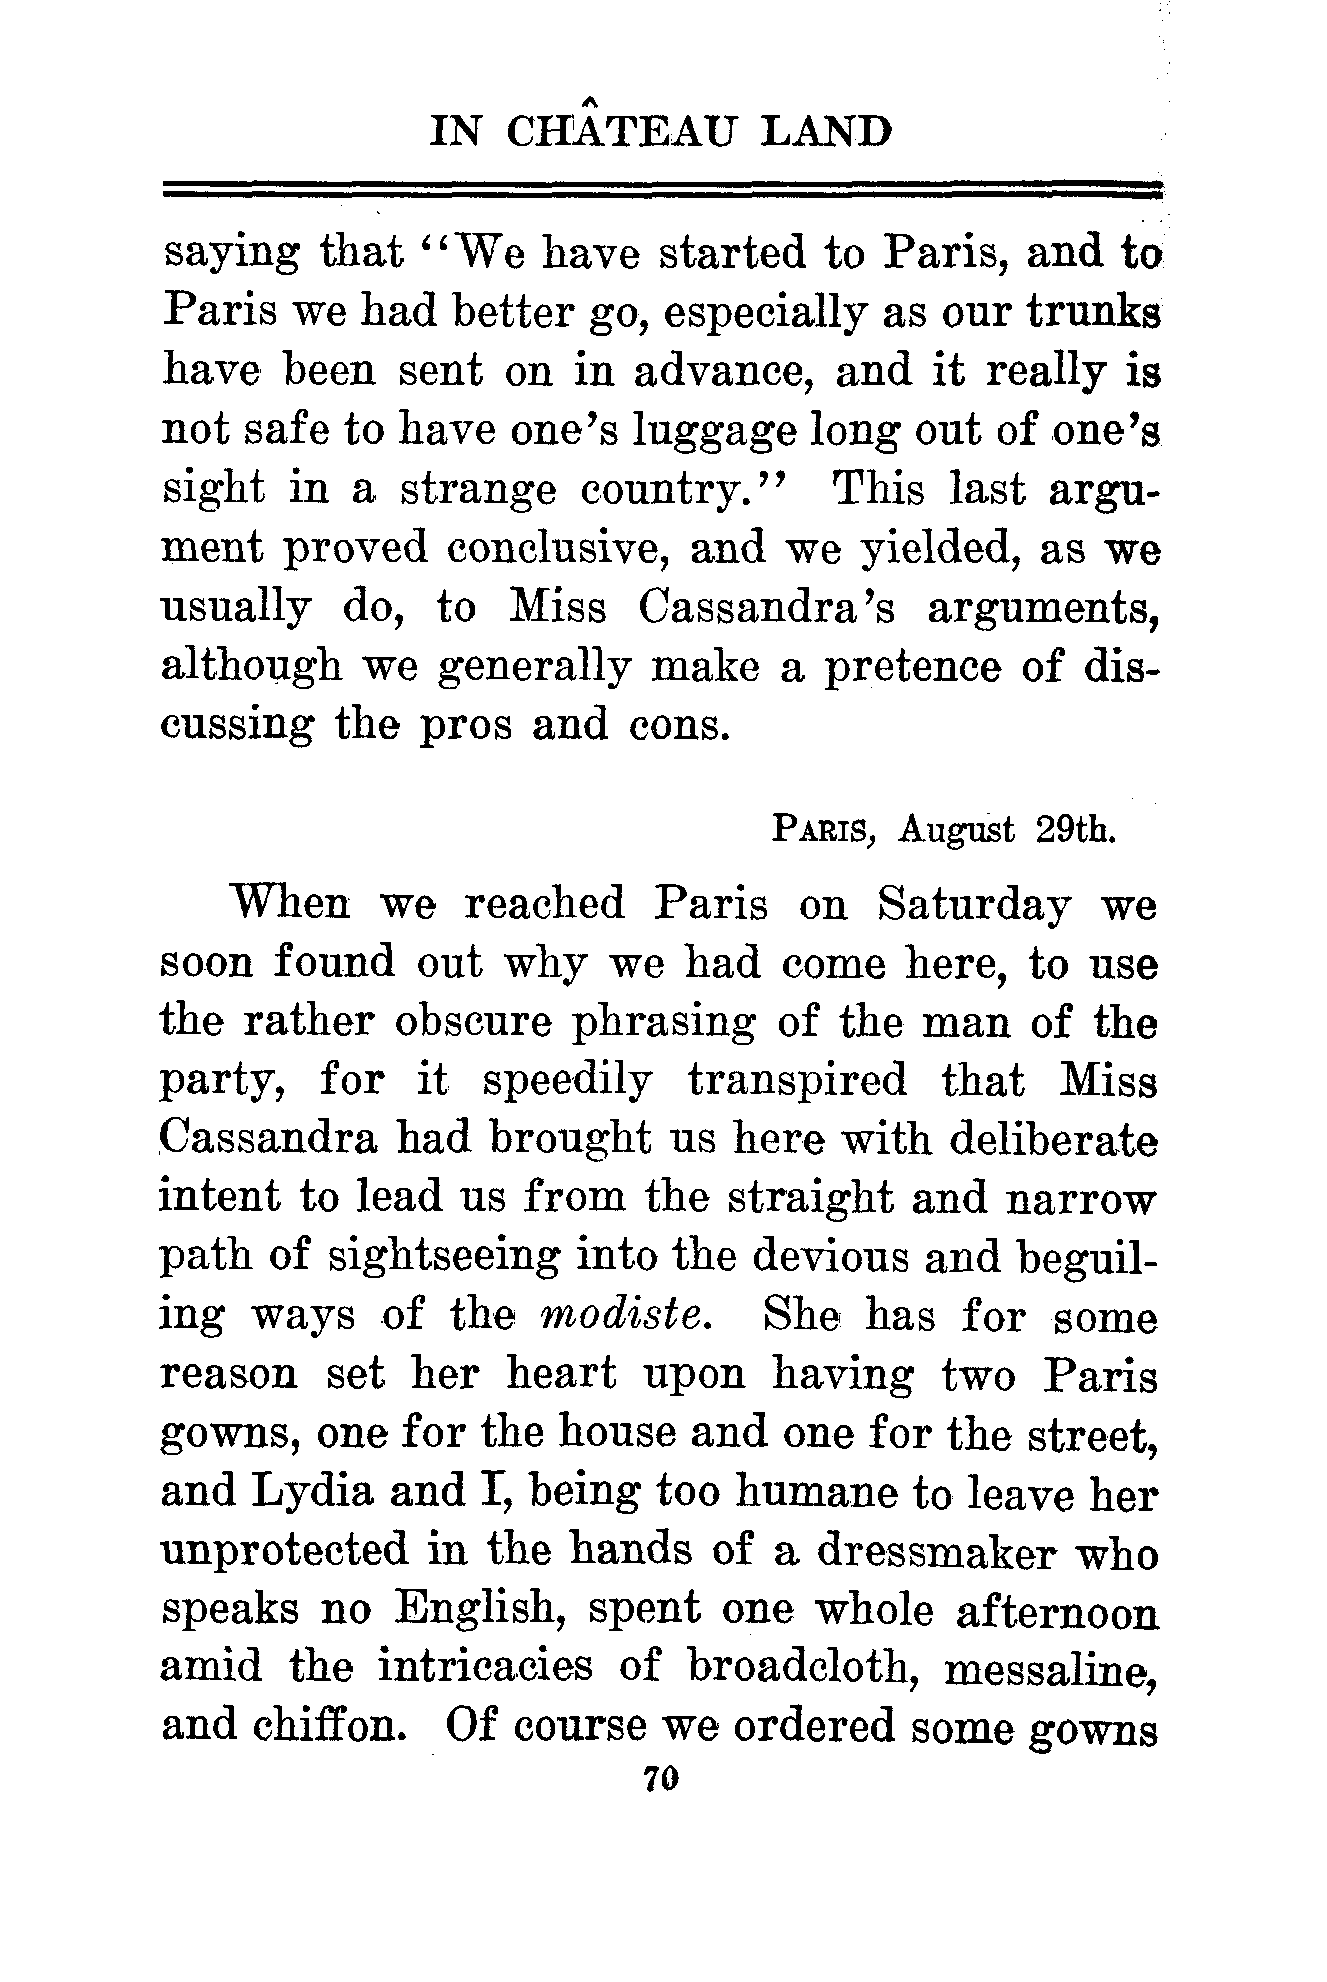 IN CHÂTEAU LAND
saying that “We have started to Paris, and to
Paris we had better go, especially as our trunks
have been sent on in advance, and it really is
not safe to have one’s luggage long out of one’s
sight in a strange country.” This last argu-
ment proved conclusive, and we yielded, as we
usually do, to Miss Cassandra’s arguments,
although we generally make a pretence of dis-
cussing the pros and cons.
PARIS, August 29th.
When we reached Paris on Saturday we
soon found out why we had come here, to use
the rather obscure phrasing of the man of the
party, for it speedily transpired that Miss
Cassandra had brought us here with deliberate
intent to lead us from the straight and narrow
path of sightseeing into the devious and beguil-
ing ways of the modiste. She has for some
reason set her heart upon having two Paris
gowns, one for the house and one for the street,
and Lydia and I, being too humane to leave her
unprotected in the hands of a dressmaker who
speaks no English, spent one whole afternoon
amid the intricacies of broadcloth, messaline,
and chiffon. Of course we ordered some gowns
70